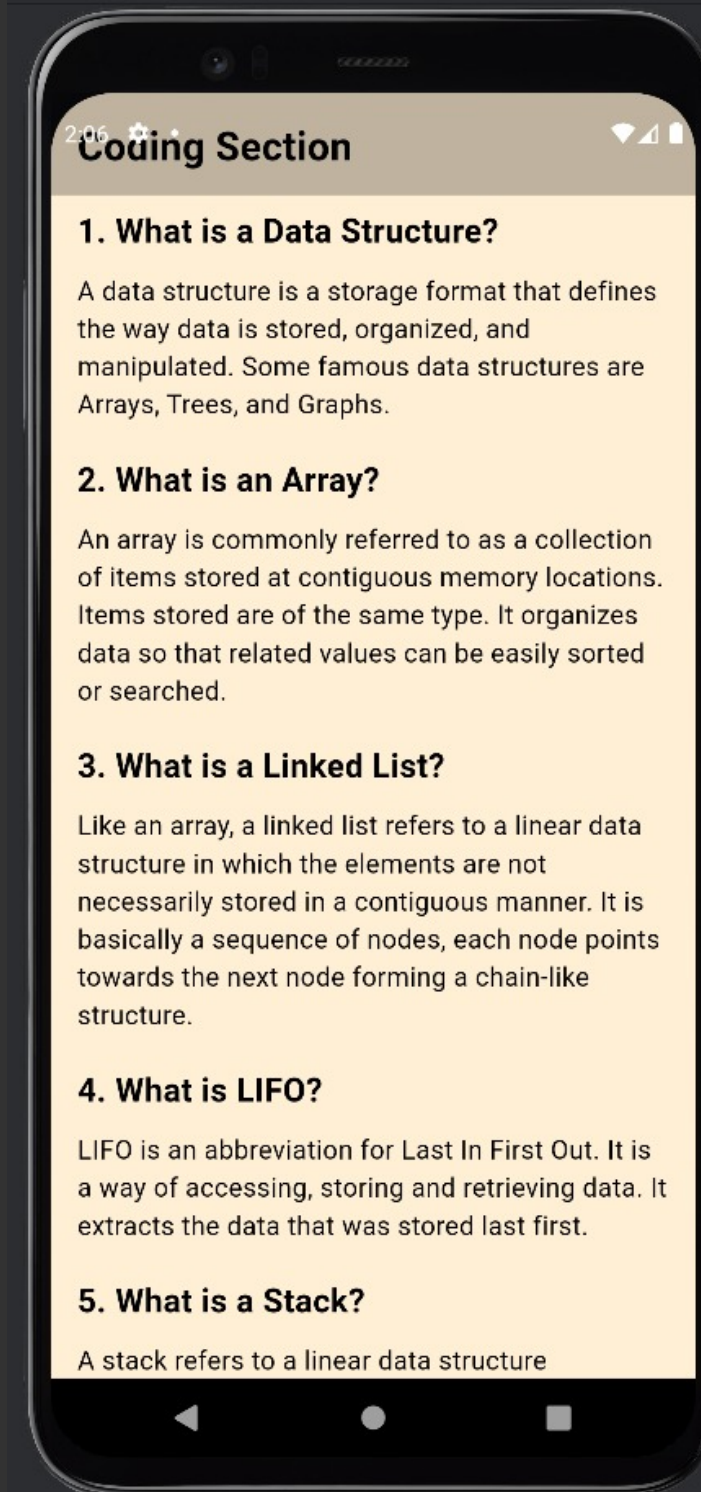 2:06
Coding Section
1. What is a Data Structure?
A data structure is a storage format that defines
the way data is stored, organized, and
manipulated. Some famous data structures are
Arrays, Trees, and Graphs.
2. What is an Array?
An array is commonly referred to as a collection
of items stored at contiguous memory locations.
Items stored are of the same type. It organizes
data so that related values can be easily sorted
or searched.
3. What is a Linked List?
Like an array, a linked list refers to a linear data
structure in which the elements are not
necessarily stored in a contiguous manner. It is
basically a sequence of nodes, each node points
towards the next node forming a chain-like
structure.
4. What is LIFO?
LIFO is an abbreviation for Last In First Out. It is
a way of accessing, storing and retrieving data. It
extracts the data that was stored last first.
5. What is a Stack?
A stack refers to a linear data structure